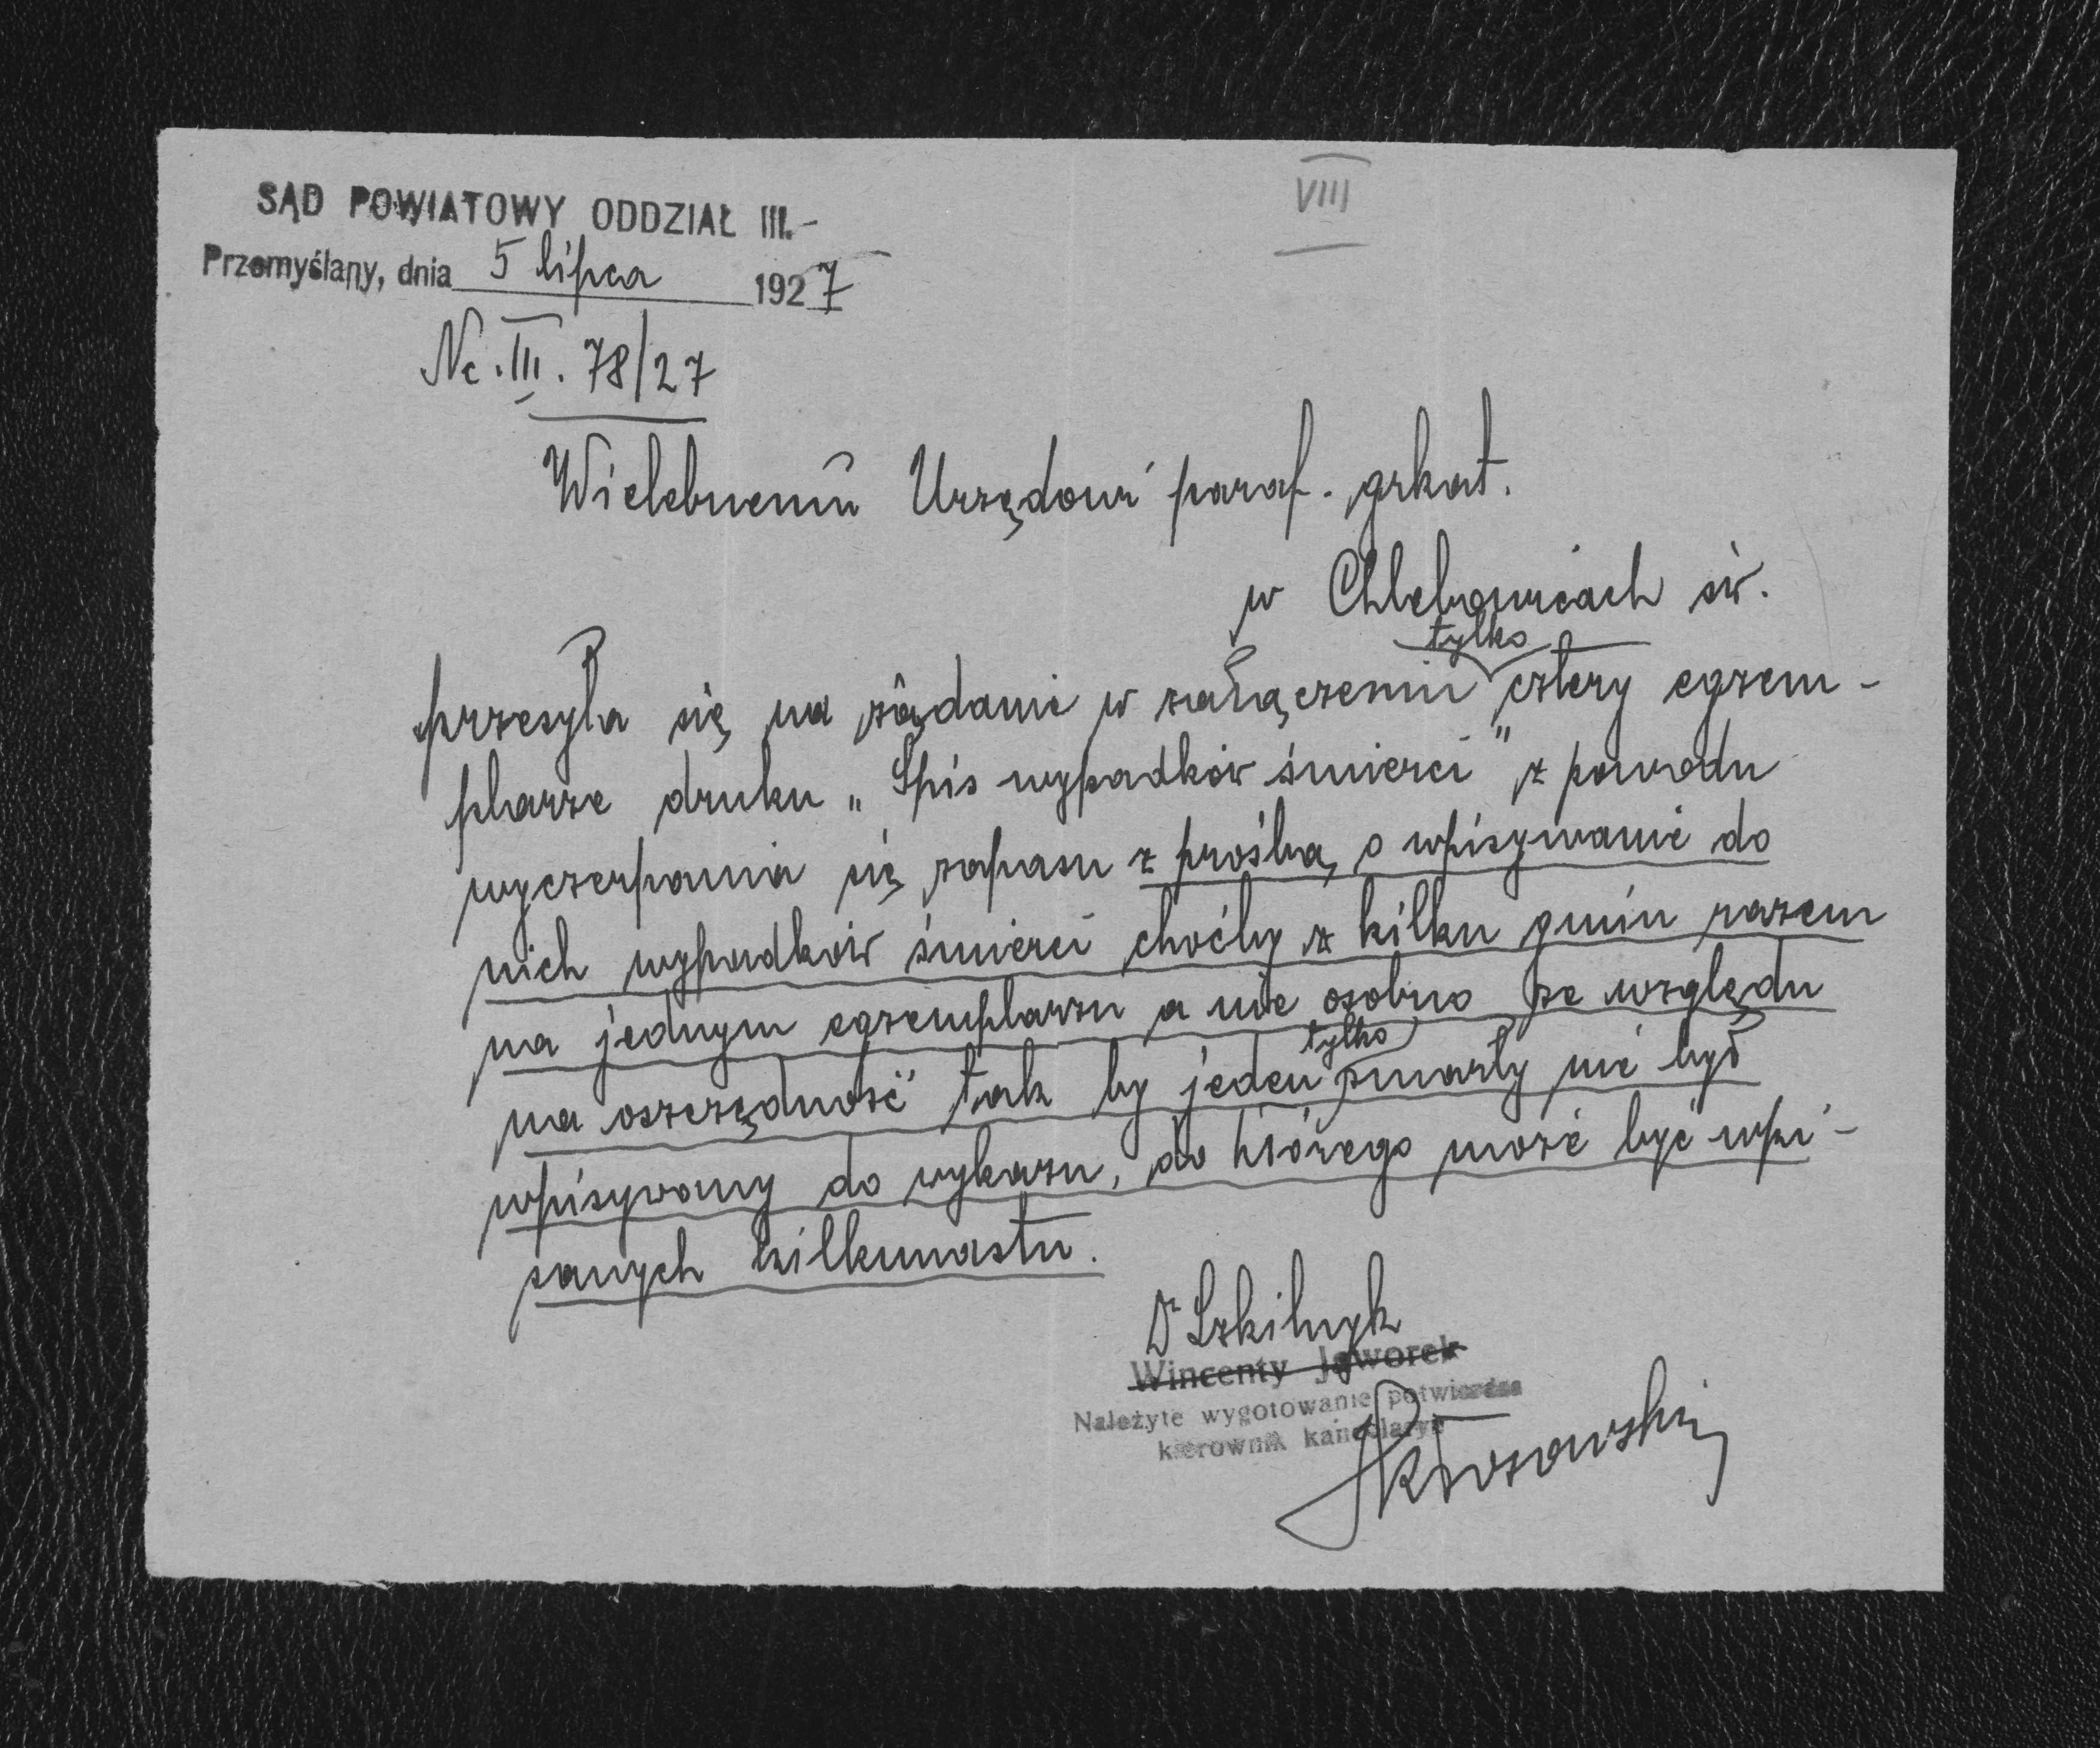 VIII
SĄD POWIATOWY ODDZIAŁ III.-
Przemyślany, dnia 5 lipca 1927
Nc. III. 78/27
Wielebnemu Urzędowi paraf. grkat.
w Chlebowicach św.
tylko
przesyła się na żądanie w załączeniu cztery egzem-
plarze druku „Spis wypadków śmierci" z powodu
wyczerpania się zapasu z prośbą o wpisywanie do
nich wypadków śmierci choćby z kilku gmin razem
na jednym egzemplarzu a nie osobno ze względu
tylko
na oszczędność tak by jeden zmarły nie był
wpisywany do wykazu, do którego może być wpi-
sanych kilkunastu.
Dr Szkilnyk
Wincenty Jaworek
Należyte wygotowanie potwierdza
kierownik kancelaryi